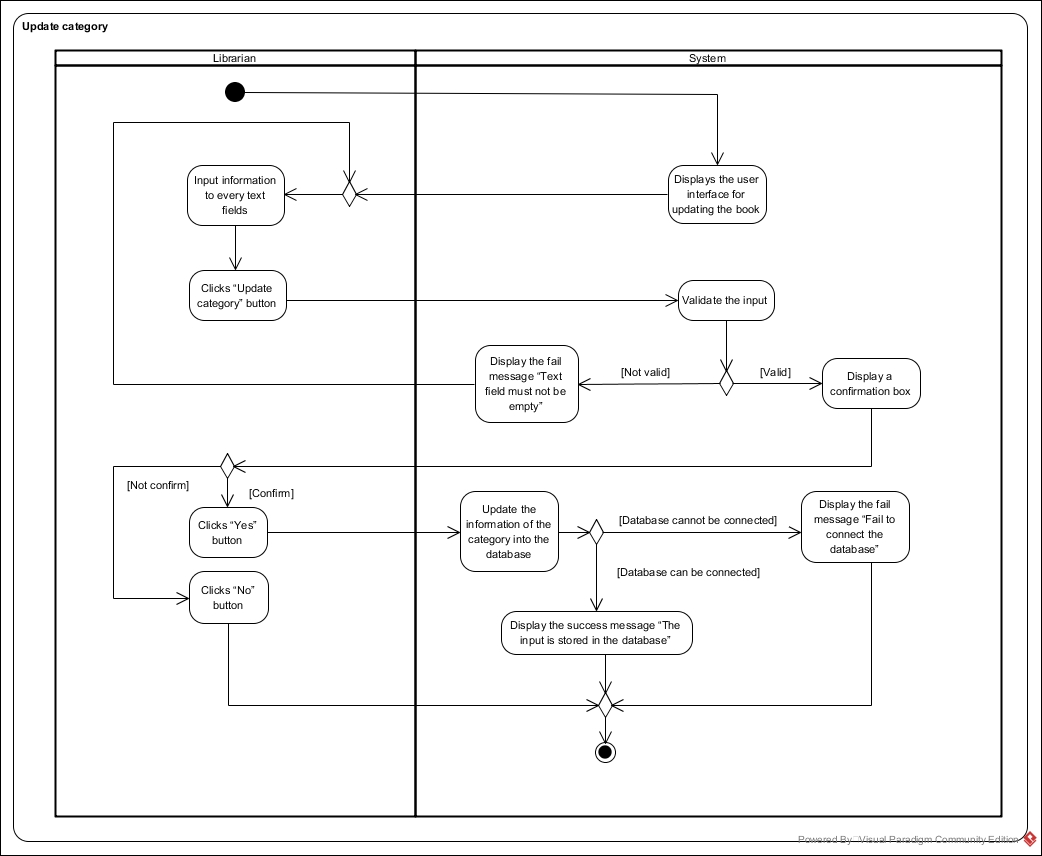 Update category
Librarian
System
Input information
to every text
fields
Displays the user
interface for
updating the book
Clicks “Update
category” button
Validate the input
Display the fail
message “Text
field must not be
empty”
[Not valid]
[Valid]
Display a
confirmation box
[Not confirm]
[Confirm]
Clicks “Yes”
button
Update the
information of the
category into the
database
[Database cannot be connected]
Display the fail
message “Fail to
connect the
database”
[Database can be connected]
Clicks “No”
button
Display the success message “The
input is stored in the database”
Powered By Visual Paradigm Community Edition